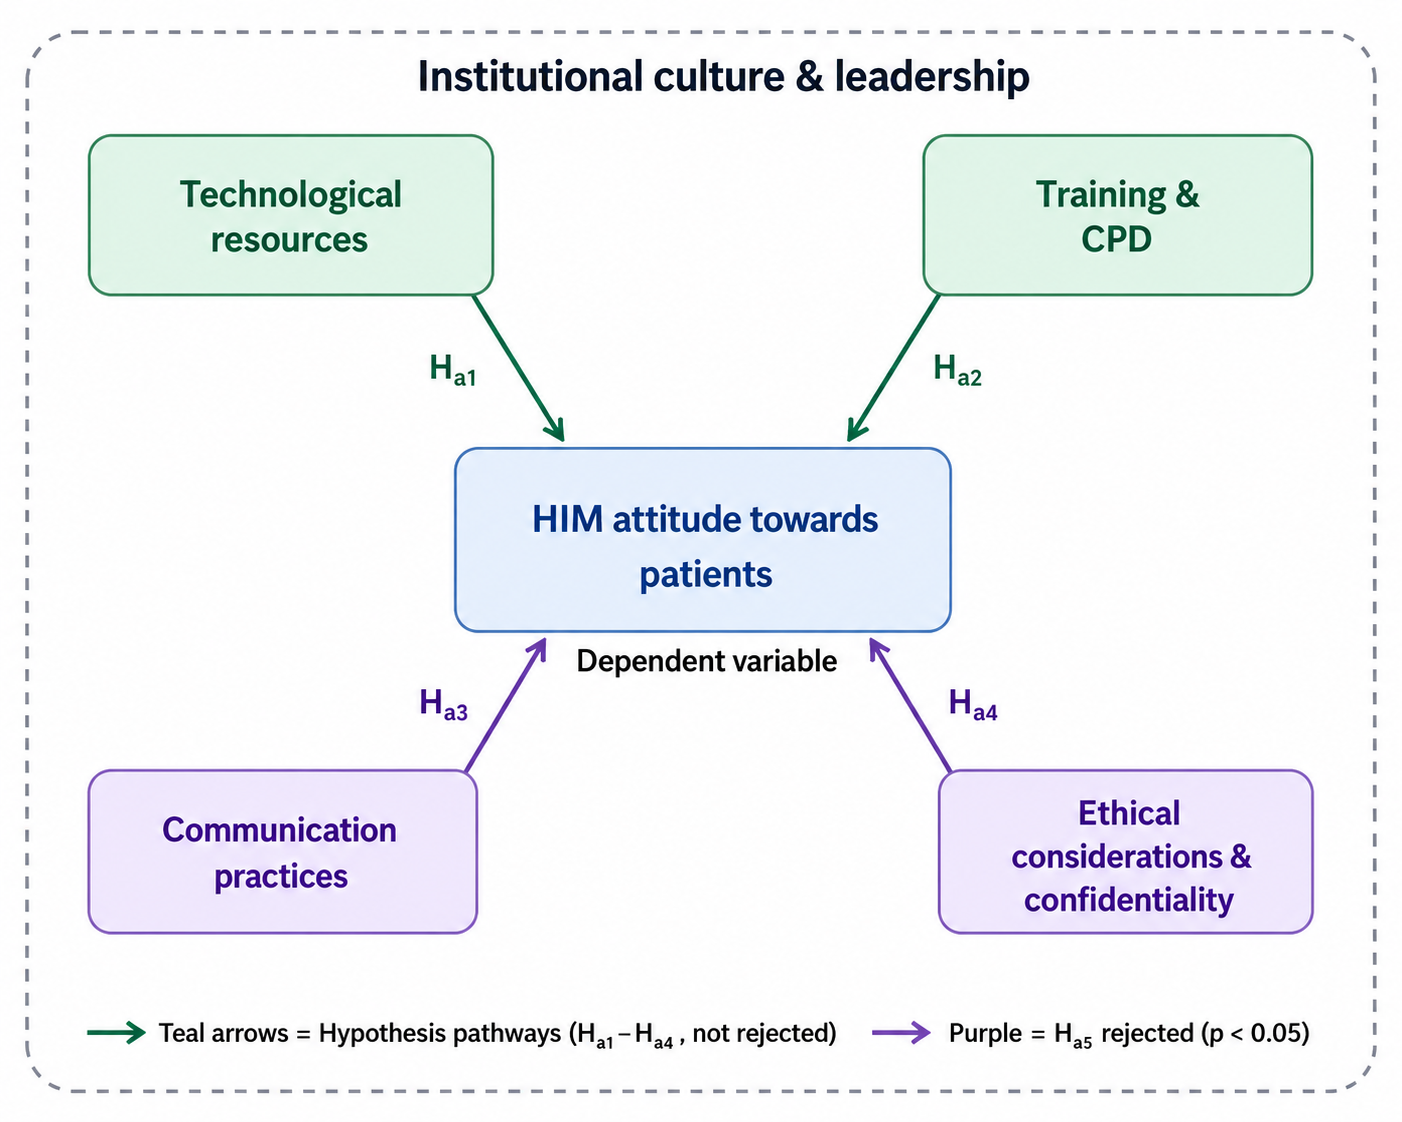 Institutional culture & leadership
Technological
resources
Training &
CPD
Ha1
Ha2
HIM attitude towards
patients
Dependent variable
Ha3
Ha4
Communication
practices
Ethical
considerations &
confidentiality
Teal arrows = Hypothesis pathways (Ha1 – Ha4 , not rejected)
Purple = Ha5 rejected (p < 0.05)